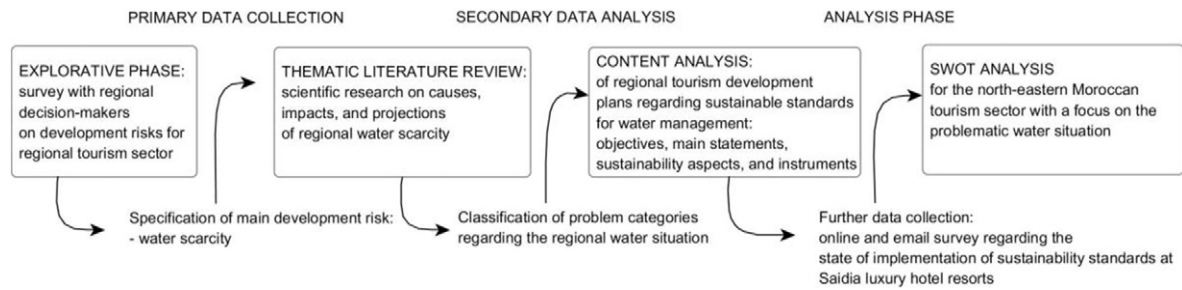 PRIMARY DATA COLLECTION
SECONDARY DATA ANALYSIS
ANALYSIS PHASE
EXPLORATIVE PHASE:
survey with regional
decision-makers
on development risks for
regional tourism sector
Specification of main development risk:
- water scarcity
THEMATIC LITERATURE REVIEW:
scientific research on causes,
impacts, and projections
of regional water scarcity
Classification of problem categories
regarding the regional water situation
CONTENT ANALYSIS:
of regional tourism development
plans regarding sustainable standards
for water management:
objectives, main statements,
sustainability aspects, and instruments
Further data collection:
online and email survey regarding the
state of implementation of sustainability standards at
Saidia luxury hotel resorts
SWOT ANALYSIS
for the north-eastern Moroccan
tourism sector with a focus on the
problematic water situation